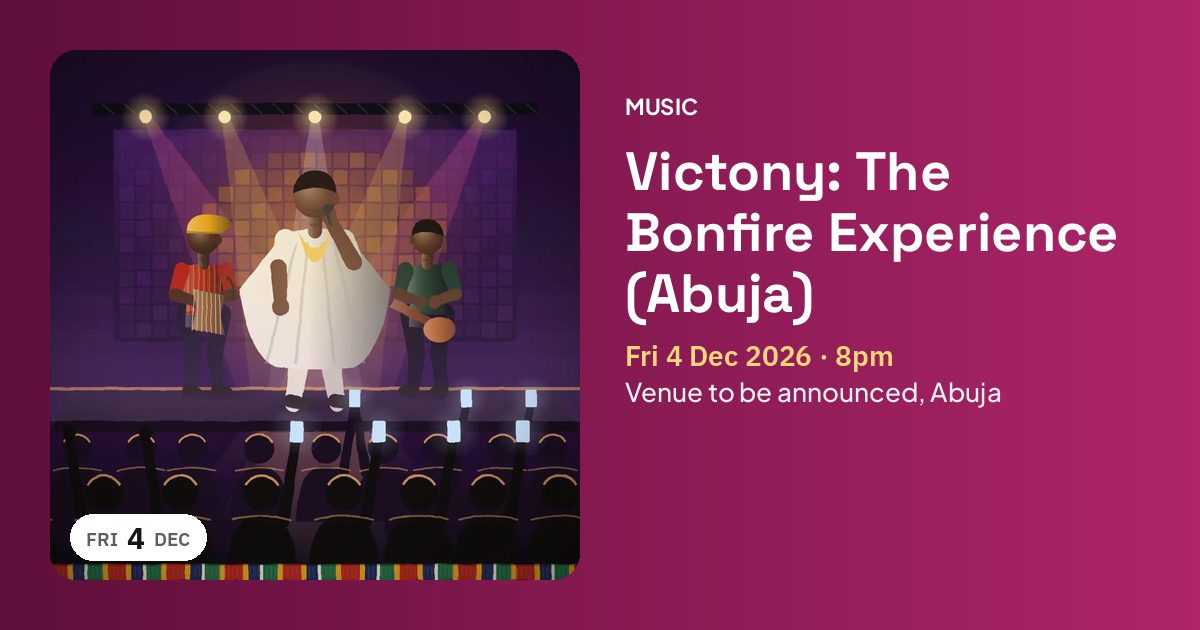 MUSIC
Victony: The
Bonfire Experience
(Abuja)
Fri 4 Dec 2026 · 8pm
Venue to be announced, Abuja
FRI 4 DEC